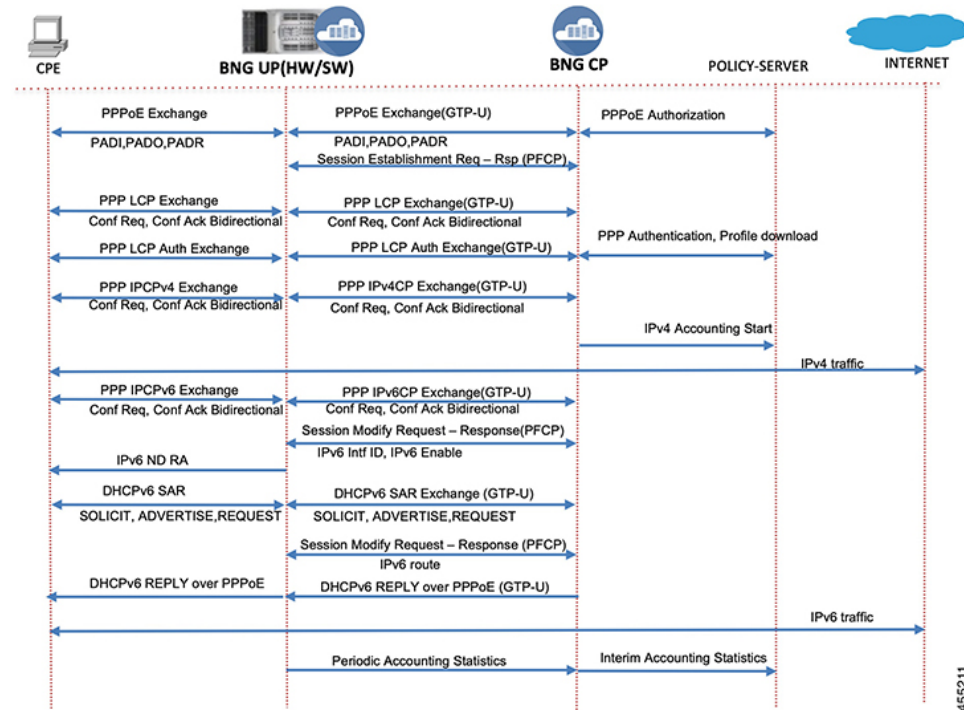 CPE
BNG UP(HW/SW)
BNG CP
POLICY-SERVER
INTERNET
PPPoE Exchange
PPPoE Exchange(GTP-U)
PPPoE Authorization
PADI,PADO,PADR
PADI,PADO,PADR
Session Establishment Req – Rsp (PFCP)
PPP LCP Exchange
PPP LCP Exchange(GTP-U)
Conf Req, Conf Ack Bidirectional
Conf Req, Conf Ack Bidirectional
PPP LCP Auth Exchange
PPP LCP Auth Exchange(GTP-U)
PPP Authentication, Profile download
PPP IPCPv4 Exchange
PPP IPv4CP Exchange(GTP-U)
Conf Req, Conf Ack Bidirectional
Conf Req, Conf Ack Bidirectional
IPv4 Accounting Start
IPv4 traffic
PPP IPCPv6 Exchange
PPP IPv6CP Exchange(GTP-U)
Conf Req, Conf Ack Bidirectional
Conf Req, Conf Ack Bidirectional
Session Modify Request – Response(PFCP)
IPv6 Intf ID, IPv6 Enable
IPv6 ND RA
DHCPv6 SAR
DHCPv6 SAR Exchange (GTP-U)
SOLICIT, ADVERTISE,REQUEST
SOLICIT, ADVERTISE,REQUEST
Session Modify Request – Response (PFCP)
IPv6 route
DHCPv6 REPLY over PPPoE
DHCPv6 REPLY over PPPoE (GTP-U)
IPv6 traffic
Periodic Accounting Statistics
Interim Accounting Statistics
455211